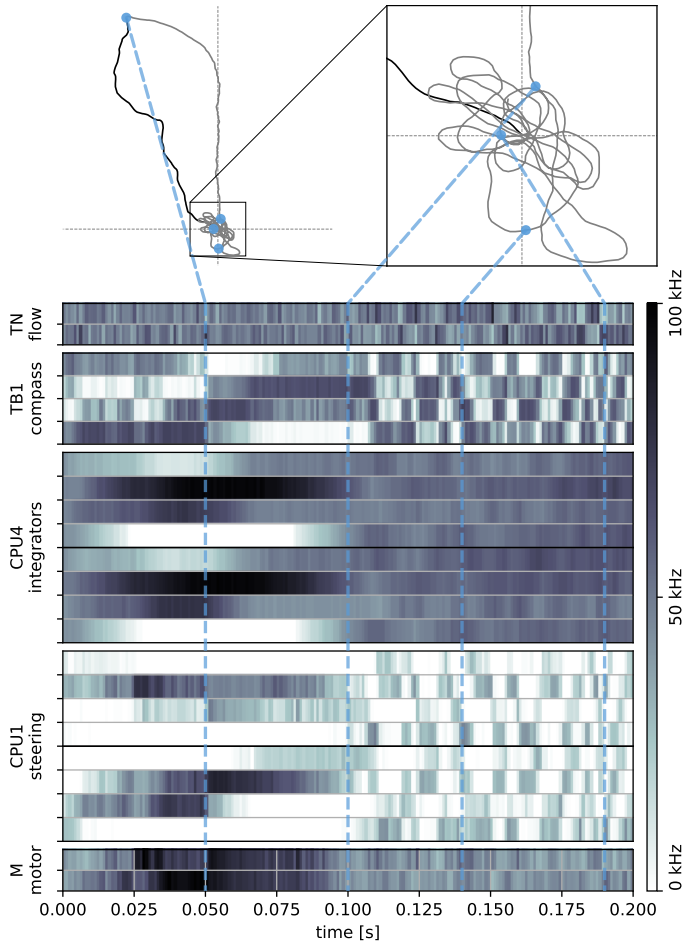 TN
flow
TB1
compass
CPU4
integrators
CPU1
steering
M
motor
100 kHz
50 kHz
0 kHz
0.000 0.025 0.050 0.075 0.100 0.125 0.150 0.175 0.200
time [s]